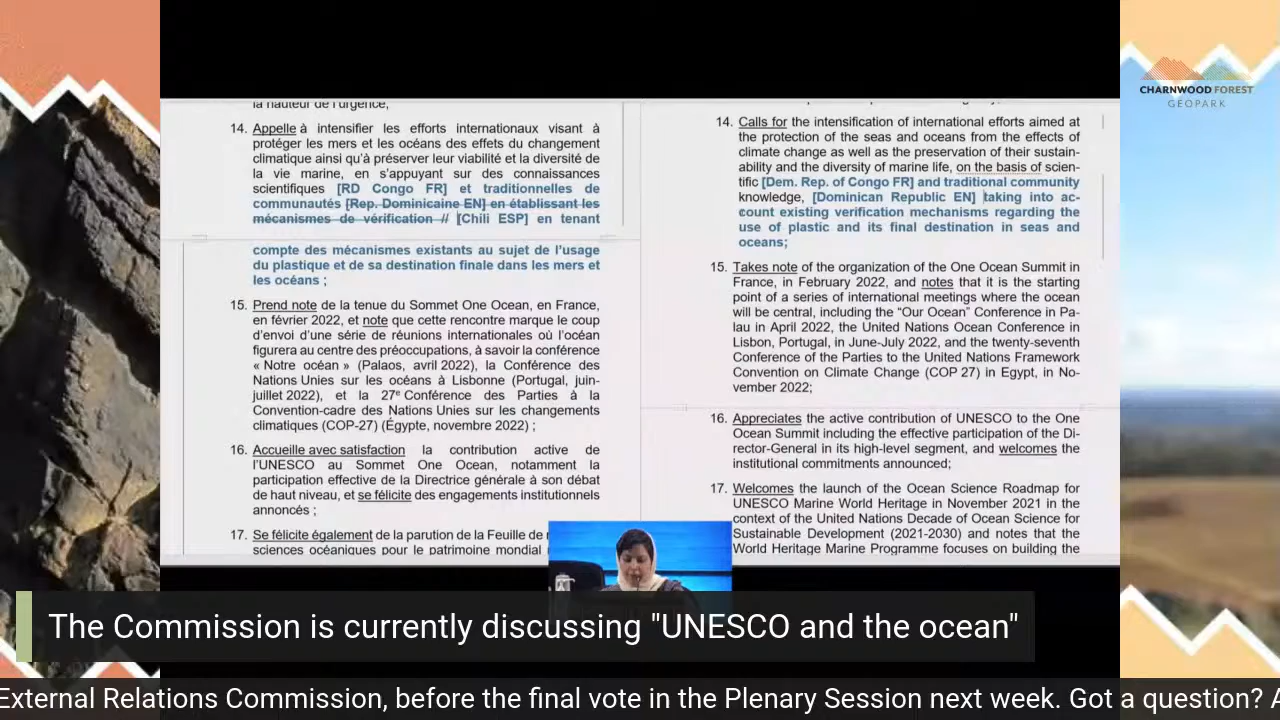 la hauteur de l'urgence,
14. Appelle à intensifier les efforts internationaux visant à
protéger les mers et les océans des effets du changement
climatique ainsi qu'à préserver leur viabilité et la diversité de
la vie marine, en s'appuyant sur des connaissances
scientifiques [RD Congo FR] et traditionnelles de
communautés [Rep. Dominicaine EN] en établissant les
mécanismes de vérification // [Chili ESP] en tenant
compte des mécanismes existants au sujet de l'usage
du plastique et de sa destination finale dans les mers et
les océans ;
15. Prend note de la tenue du Sommet One Ocean, en France,
en février 2022, et note que cette rencontre marque le coup
d'envoi d'une série de réunions internationales où l'océan
figurera au centre des préoccupations, à savoir la conférence
« Notre océan » (Palaos, avril 2022), la Conférence des
Nations Unies sur les océans à Lisbonne (Portugal, juin-
juillet 2022), et la 27e Conférence des Parties à la
Convention-cadre des Nations Unies sur les changements
climatiques (COP-27) (Égypte, novembre 2022) ;
16. Accueille avec satisfaction la contribution active de
l'UNESCO au Sommet One Ocean, notamment la
participation effective de la Directrice générale à son débat
de haut niveau, et se félicite des engagements institutionnels
annoncés ;
17. Se félicite également de la parution de la Feuille de
sciences océaniques pour le patrimoine mondial
14. Calls for the intensification of international efforts aimed at
the protection of the seas and oceans from the effects of
climate change as well as the preservation of their sustain-
ability and the diversity of marine life, on the basis of scien-
tific [Dem. Rep. of Congo FR] and traditional community
knowledge, [Dominican Republic EN] taking into ac-
count existing verification mechanisms regarding the
use of plastic and its final destination in seas and
oceans;
15. Takes note of the organization of the One Ocean Summit in
France, in February 2022, and notes that it is the starting
point of a series of international meetings where the ocean
will be central, including the "Our Ocean" Conference in Pa-
lau in April 2022, the United Nations Ocean Conference in
Lisbon, Portugal, in June-July 2022, and the twenty-seventh
Conference of the Parties to the United Nations Framework
Convention on Climate Change (COP 27) in Egypt, in No-
vember 2022;
16. Appreciates the active contribution of UNESCO to the One
Ocean Summit including the effective participation of the Di-
rector-General in its high-level segment, and welcomes the
institutional commitments announced;
17. Welcomes the launch of the Ocean Science Roadmap for
UNESCO Marine World Heritage in November 2021 in the
context of the United Nations Decade of Ocean Science for
Sustainable Development (2021-2030) and notes that the
World Heritage Marine Programme focuses on building the
CHARNWOOD FOREST
GEOPARK
The Commission is currently discussing "UNESCO and the ocean"
External Relations Commission, before the final vote in the Plenary Session next week. Got a question? A